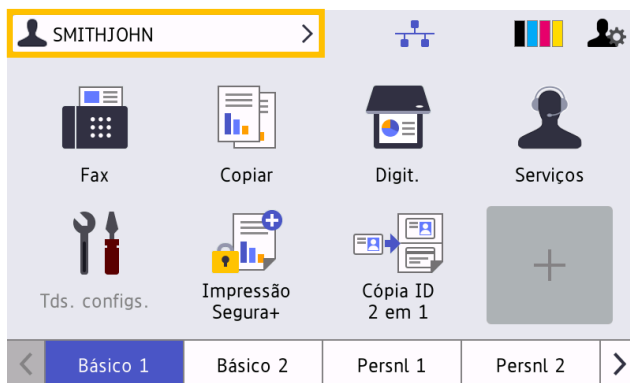 SMITHJOHN
Fax
Copiar
Digit.
Serviços
Tds. configs.
Impressão
Segura+
Cópia ID
2 em 1
Básico 1
Básico 2
Persnl 1
Persnl 2